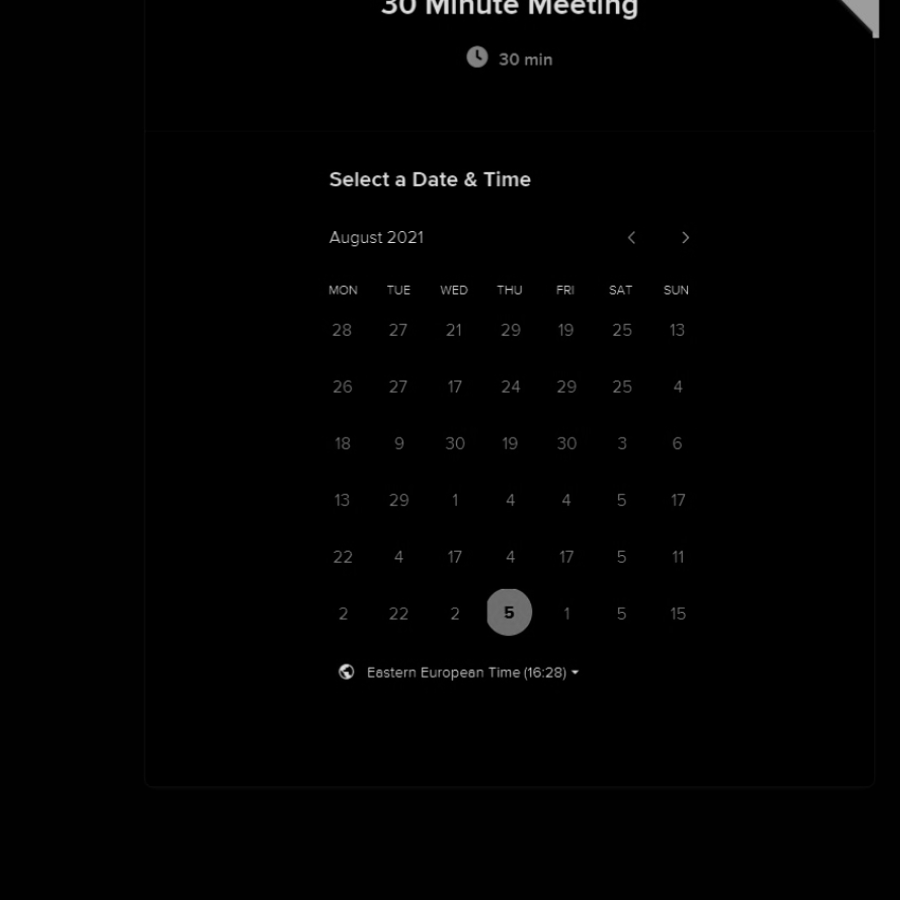 30 Minute Meeting
30 min
Select a Date & Time
August 2021
MON TUE WED THU FRI SAT SUN
28 27 21 29 19 25 13
26 27 17 24 29 25 4
18 9 30 19 30 3 6
13 29 1 4 4 5 17
22 4 17 4 17 5 11
2 22 2 5 1 5 15
Eastern European Time (16:28)